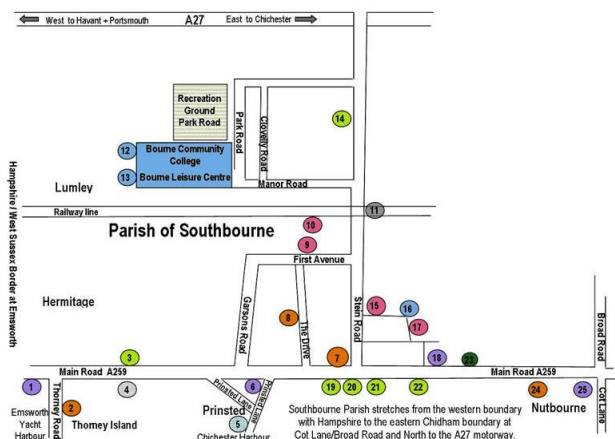 West to Havant + Portsmouth A27 East to Chichester
Recreation
Ground
Park Road
Park Road
Clovelly Road
14
12
Bourne Community
College
13
Bourne Leisure Centre
Manor Road
Lumley
Hampshire / West Sussex Border at Emsworth
Railway line
11
Parish of Southbourne
10
9
First Avenue
Hermitage
Garsons Road
8
The Drive
Stein Road
15
16
17
Broad Road
7
18
23
3
Main Road A259
Main Road A259
1
Thorney Road
2
4
Prinsted Lane
6
Prinsted Lane
19
20
21
22
24
25
Cot Lane
Emsworth
Yacht
Harbour
Thorney Island
Prinsted
5
Chichester Harbour
Nutbourne
Southbourne Parish stretches from the western boundary
with Hampshire to the eastern Chidham boundary at
Cot Lane/Broad Road and North to the A27 motorway.